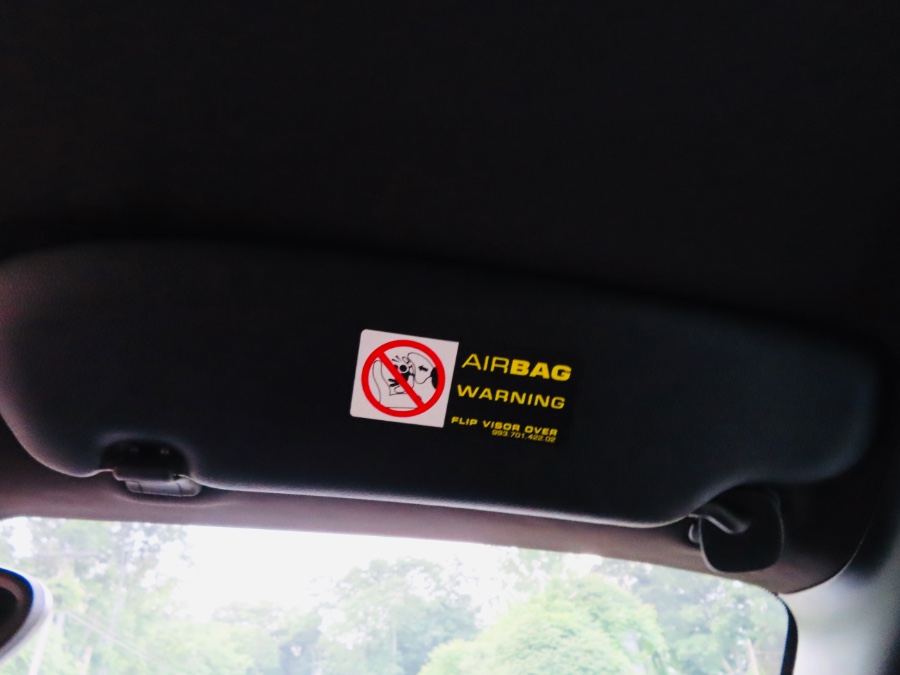 AIRBAG
WARNING
FLIP VISOR OVER
993.701.422.02